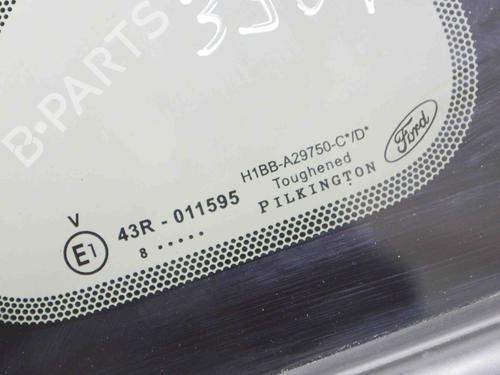 B-PARTS
V
E1
43R - 011595
8 .....
H1BB-A29750-C*/D*
Toughened
PILKINGTON
Ford